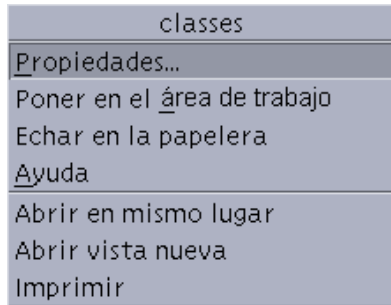 classes
Propiedades...
Poner en el área de trabajo
Echar en la papelera
Ayuda
Abrir en mismo lugar
Abrir vista nueva
Imprimir